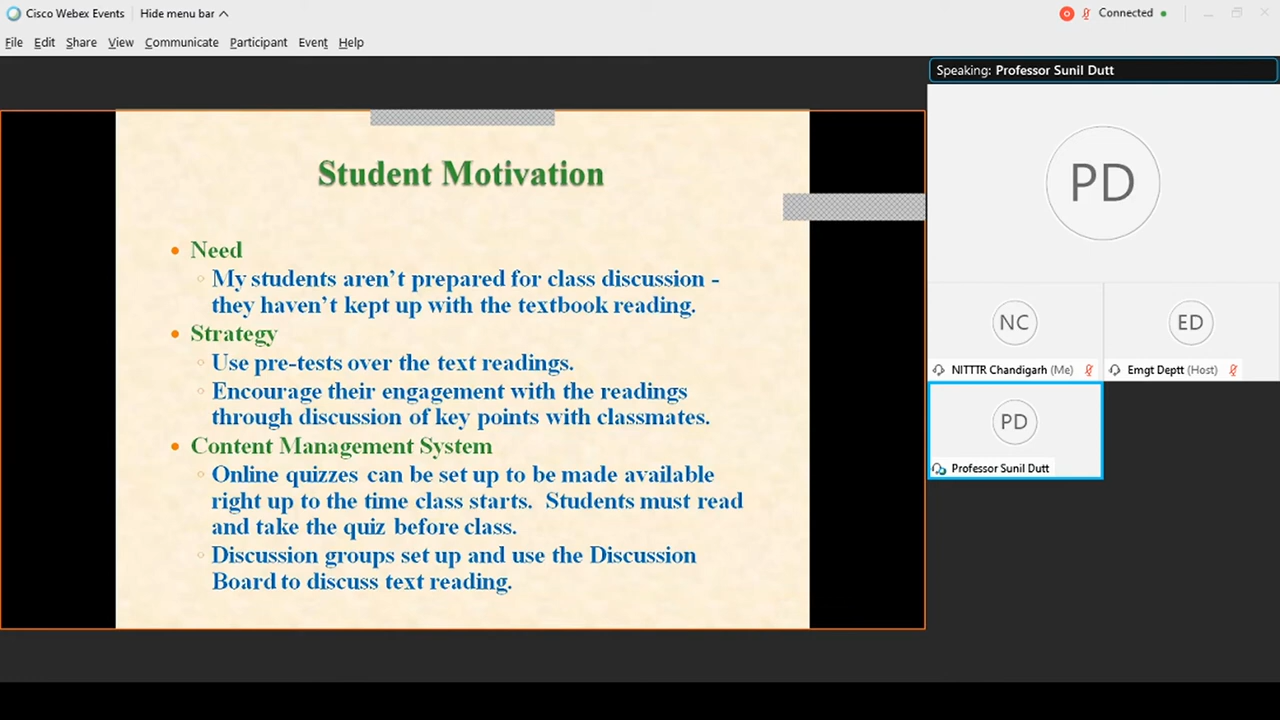 Cisco Webex Events
Hide menu bar
Connected
File Edit Share View Communicate Participant Event Help
Speaking: Professor Sunil Dutt
PD
NC
ED
NITTTR Chandigarh (Me)
Emgt Deptt (Host)
PD
Professor Sunil Dutt
Student Motivation
• Need
○ My students aren’t prepared for class discussion -
they haven’t kept up with the textbook reading.
• Strategy
○ Use pre-tests over the text readings.
○ Encourage their engagement with the readings
through discussion of key points with classmates.
• Content Management System
○ Online quizzes can be set up to be made available
right up to the time class starts. Students must read
and take the quiz before class.
○ Discussion groups set up and use the Discussion
Board to discuss text reading.